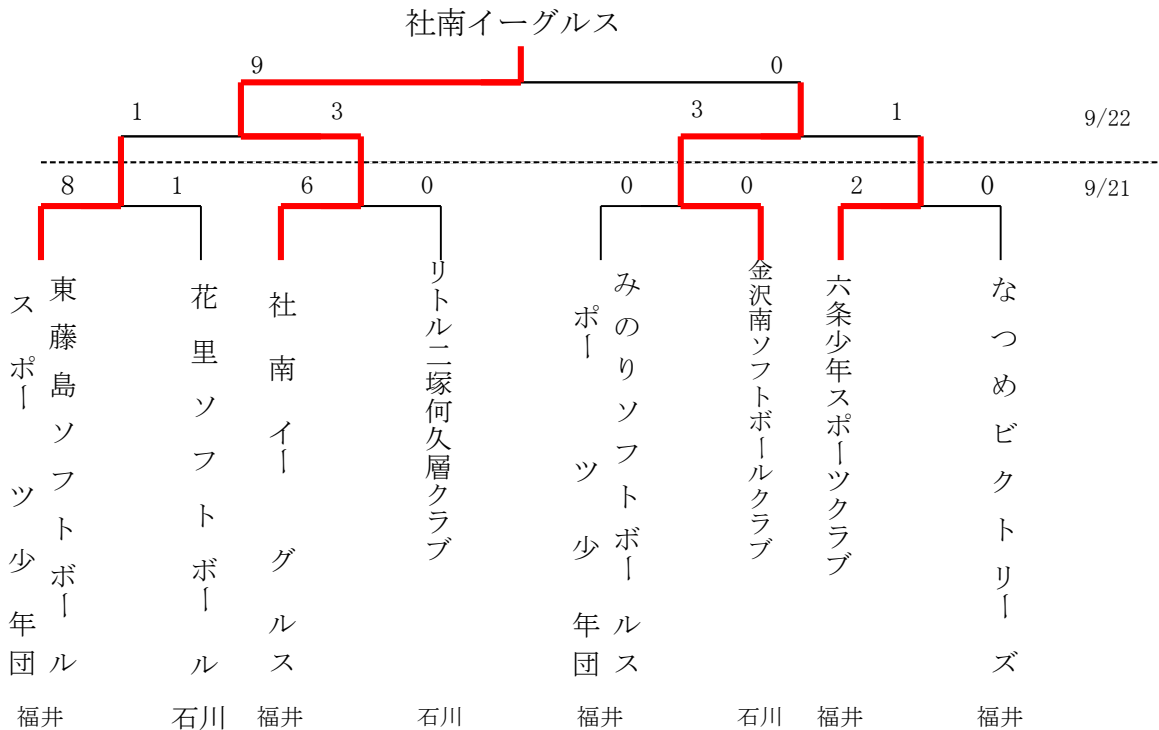 社南イーグルス
9
0
1
3
3
1
9/22
8
1
6
0
0
0
2
0
9/21
東藤島ソフトボール
スポーツ少年団
花里ソフトボール
社南イーグルス
リトル二塚何久層クラブ
みのりソフトボールス
ポーツ少年団
金沢南ソフトボールクラブ
六条少年スポーツクラブ
なつめビクトリーズ
福井
石川
福井
石川
福井
石川
福井
福井